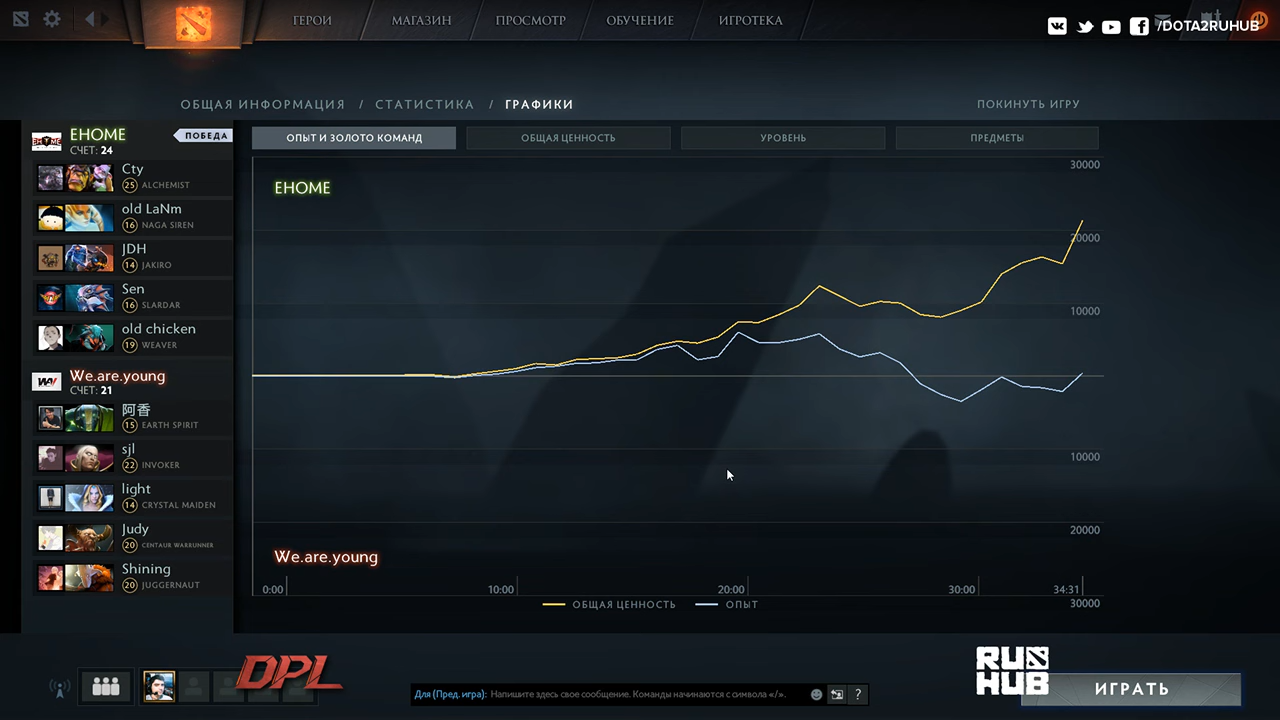 ГЕРОИ
МАГАЗИН
ПРОСМОТР
ОБУЧЕНИЕ
ИГРОТЕКА
/DOTA2RUHUB
ОБЩАЯ ИНФОРМАЦИЯ / СТАТИСТИКА / ГРАФИКИ
ПОКИНУТЬ ИГРУ
EHOME
ПОБЕДА
СЧЕТ: 24
Cty
25 ALCHEMIST
old LaNm
16 NAGA SIREN
JDH
14 JAKIRO
Sen
16 SLARDAR
old chicken
19 WEAVER
We.are.young
СЧЕТ: 21
阿香
15 EARTH SPIRIT
sjl
22 INVOKER
light
14 CRYSTAL MAIDEN
Judy
20 CENTAUR WARRUNNER
Shining
20 JUGGERNAUT
ОПЫТ И ЗОЛОТО КОМАНД
ОБЩАЯ ЦЕННОСТЬ
УРОВЕНЬ
ПРЕДМЕТЫ
EHOME
30000
20000
10000
10000
20000
30000
We.are.young
0:00
10:00
20:00
30:00
34:31
ОБЩАЯ ЦЕННОСТЬ
ОПЫТ
DPL
Для (Пред. игра): Напишите здесь свое сообщение. Команды начинаются с символа «/».
?
RUHUB
ИГРАТЬ